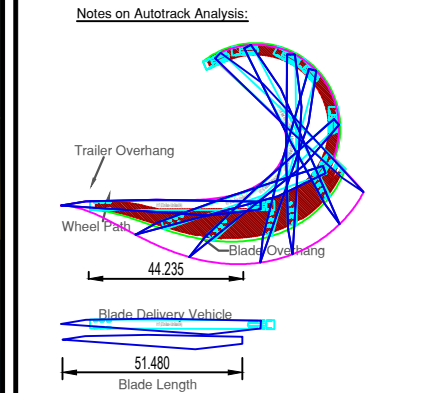 Notes on Autotrack Analysis:
Trailer Overhang
Wheel Path
Blade Overhang
44.235
Blade Delivery Vehicle
51.480
Blade Length